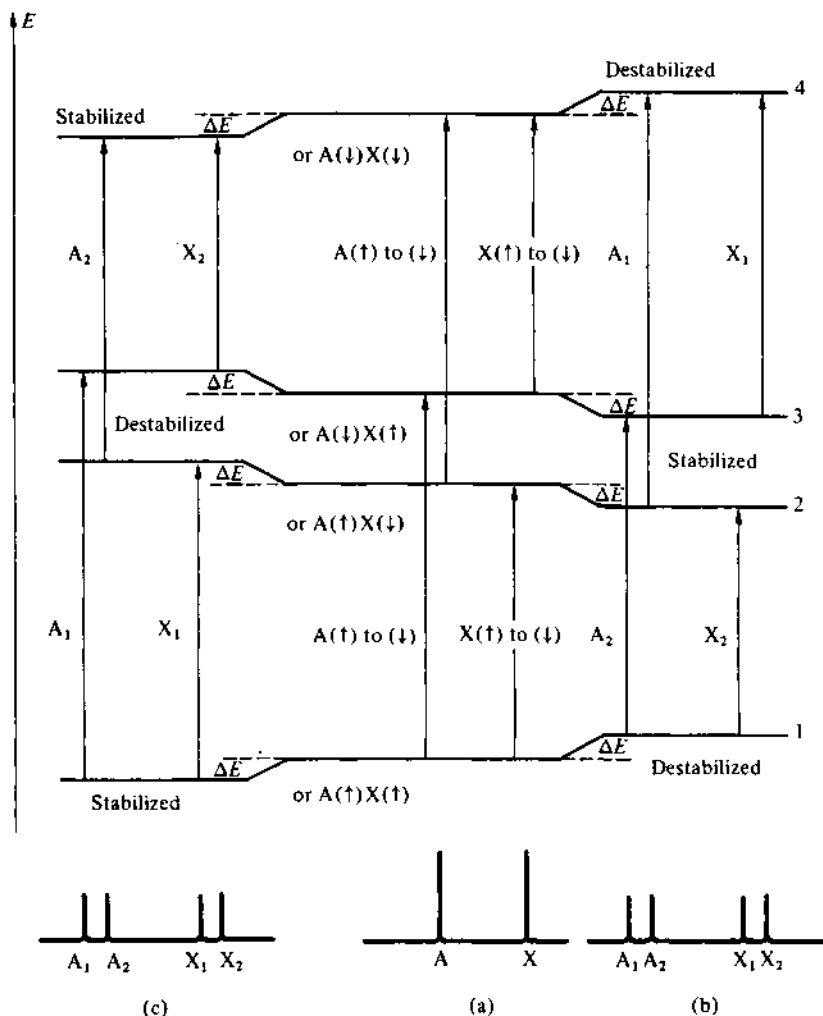 E
Destabilized
4
Stabilized
ΔE
ΔE
or A(↓)X(↓)
A₂
X₂
A(↑) to (↓)
X(↑) to (↓)
A₁
X₁
ΔE
ΔE
3
Destabilized
or A(↓)X(↑)
Stabilized
ΔE
ΔE
2
or A(↑)X(↓)
A₁
X₁
A(↑) to (↓)
X(↑) to (↓)
A₂
X₂
1
ΔE
ΔE
Stabilized
or A(↑)X(↑)
Destabilized
A₁ A₂ X₁ X₂
A X
A₁ A₂ X₁ X₂
(c)
(a)
(b)